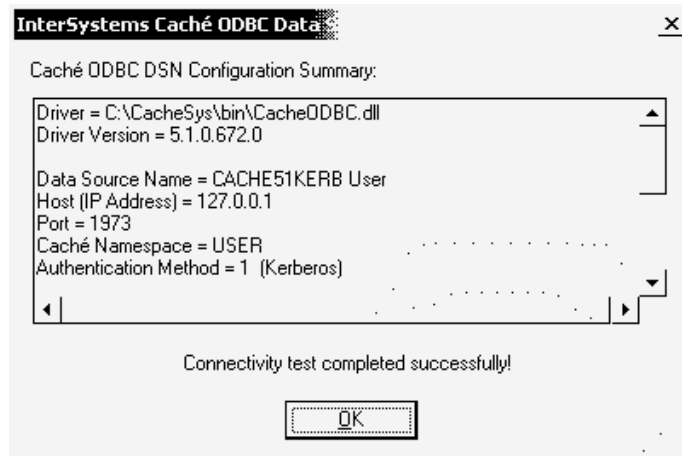 InterSystems Caché ODBC Data
Caché ODBC DSN Configuration Summary:
Driver = C:\CacheSys\bin\CacheODBC.dll
Driver Version = 5.1.0.672.0
Data Source Name = CACHE51KERB User
Host (IP Address) = 127.0.0.1
Port = 1973
Caché Namespace = USER
Authentication Method = 1  (Kerberos)
Connectivity test completed successfully!
OK